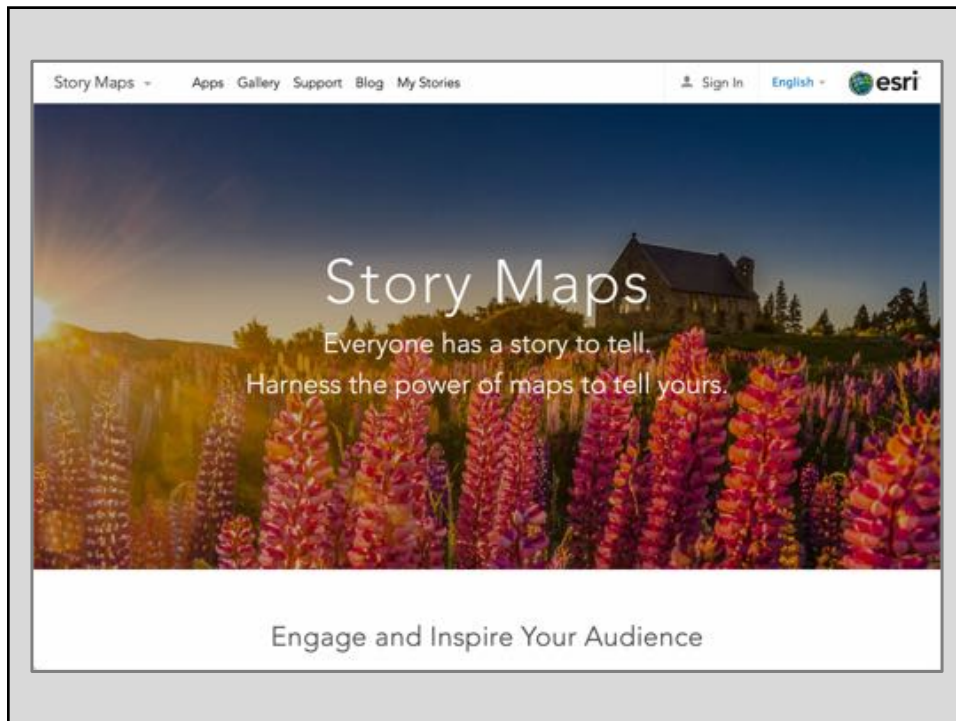 Story Maps Apps Gallery Support Blog My Stories Sign In English esri
Story Maps
Everyone has a story to tell.
Harness the power of maps to tell yours.
Engage and Inspire Your Audience